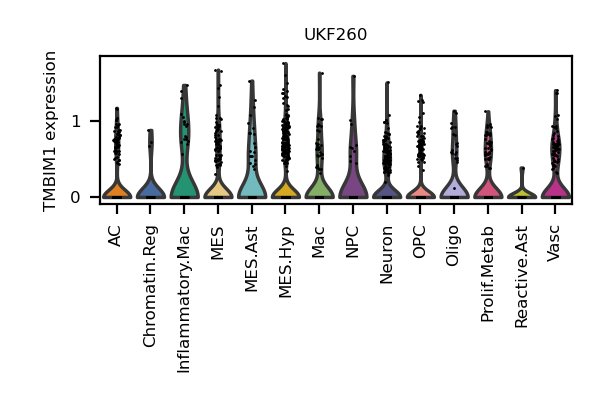 UKF260
TMBIM1 expression
1
0
AC
Chromatin.Reg
Inflammatory.Mac
MES
MES.Ast
MES.Hyp
Mac
NPC
Neuron
OPC
Oligo
Prolif.Metab
Reactive.Ast
Vasc